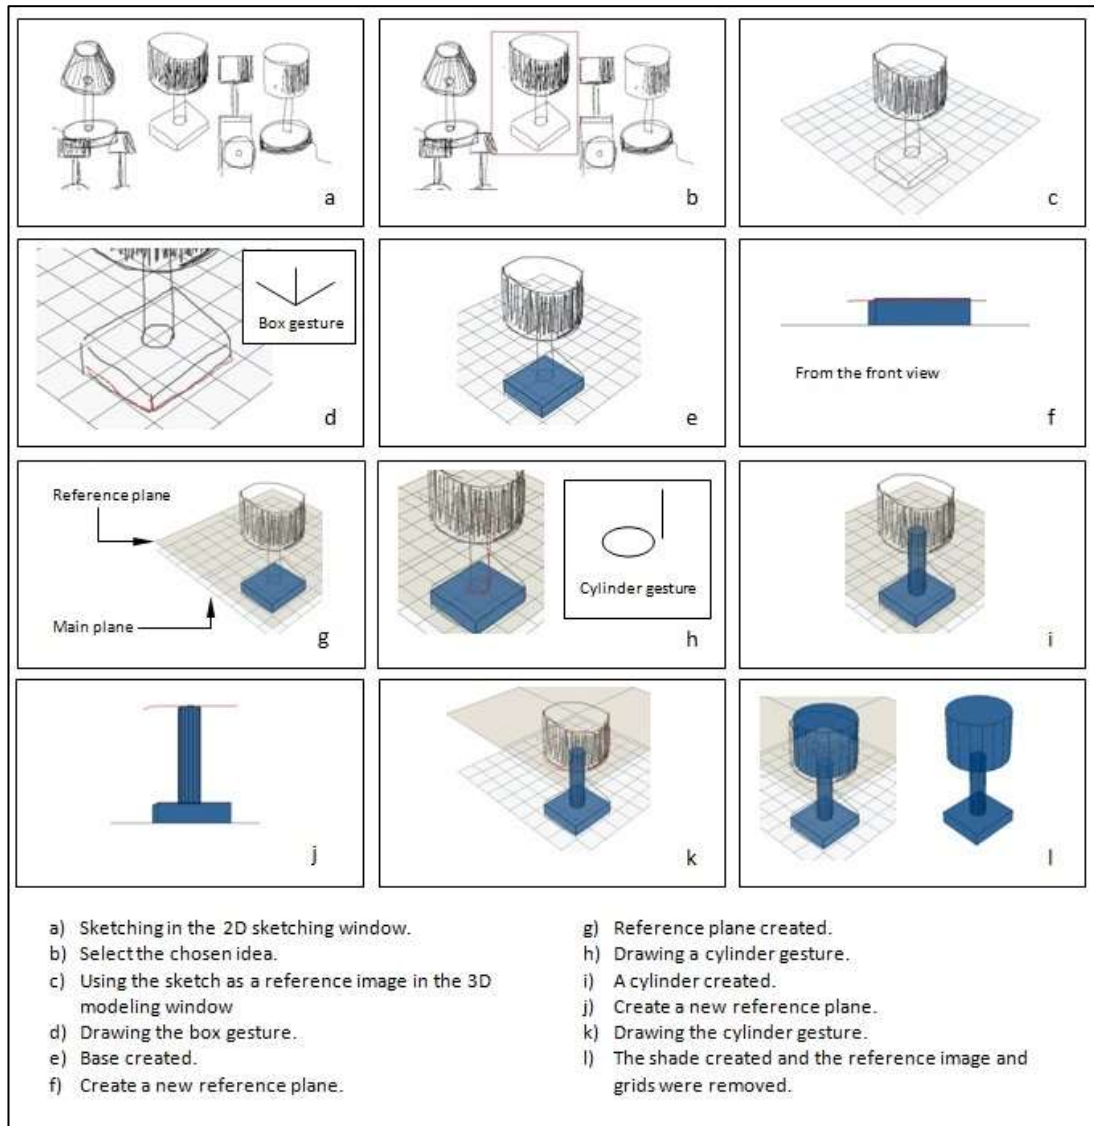 a
b
c
Box gesture
d
e
From the front view
f
Reference plane
Main plane
g
Cylinder gesture
h
i
j
k
l
a) Sketching in the 2D sketching window.
b) Select the chosen idea.
c) Using the sketch as a reference image in the 3D
modeling window
d) Drawing the box gesture.
e) Base created.
f) Create a new reference plane.
g) Reference plane created.
h) Drawing a cylinder gesture.
i) A cylinder created.
j) Create a new reference plane.
k) Drawing the cylinder gesture.
l) The shade created and the reference image and
grids were removed.